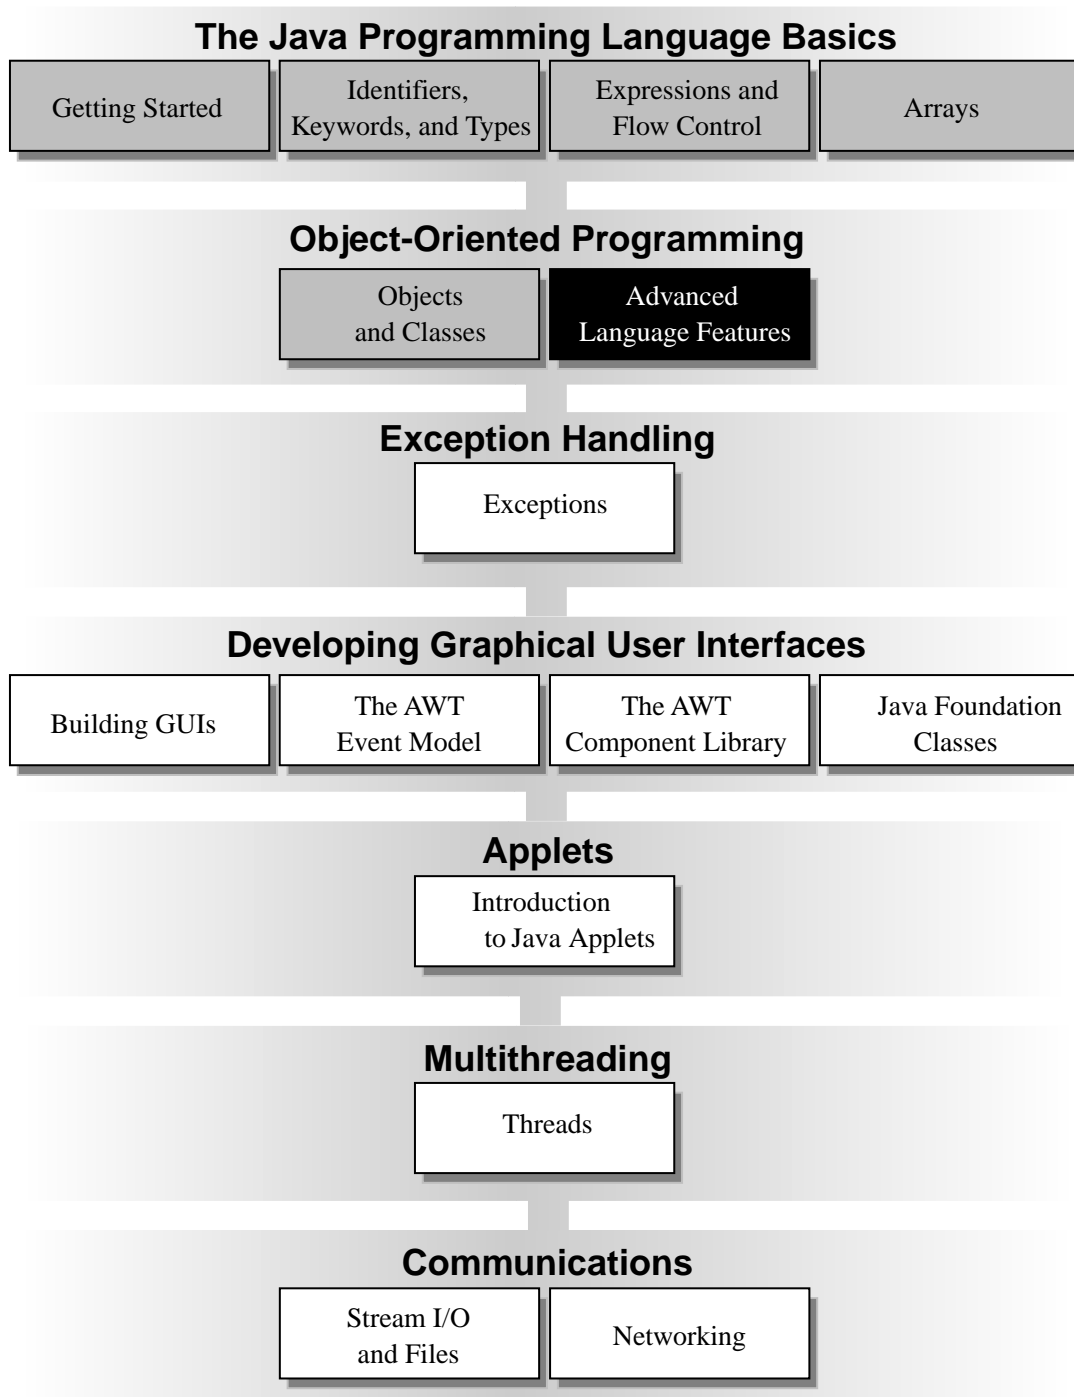 The Java Programming Language Basics
Getting Started
Identifiers,
Keywords, and Types
Expressions and
Flow Control
Arrays
Object-Oriented Programming
Objects
and Classes
Advanced
Language Features
Exception Handling
Exceptions
Developing Graphical User Interfaces
Building GUIs
The AWT
Event Model
The AWT
Component Library
Java Foundation
Classes
Applets
Introduction
to Java Applets
Multithreading
Threads
Communications
Stream I/O
and Files
Networking